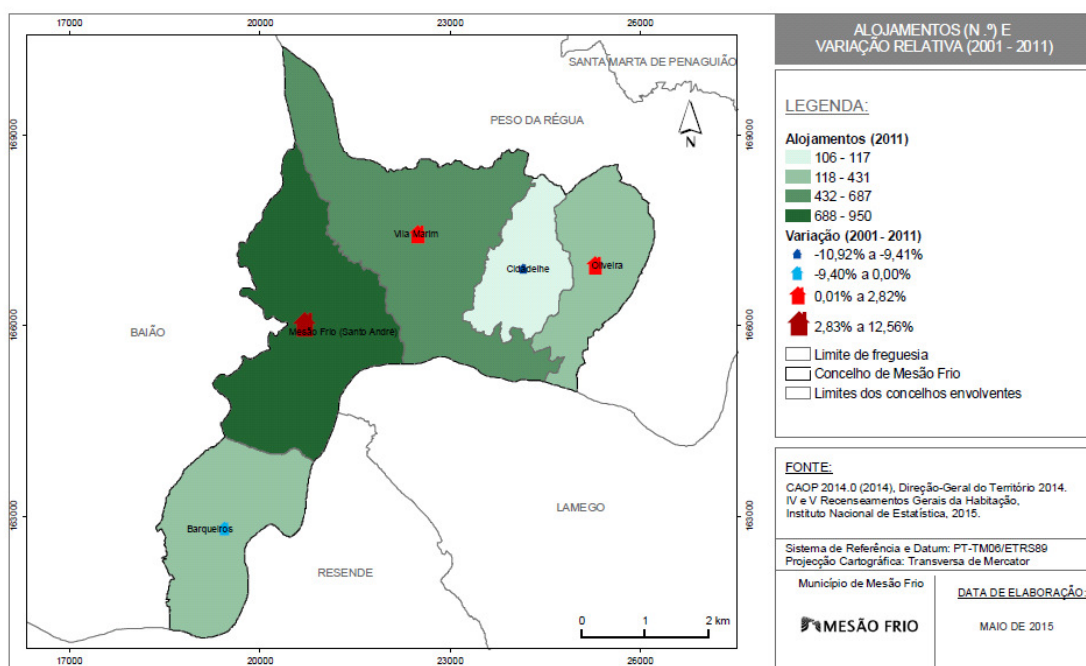 17000
20000
23000
26000
169000
166000
163000
169000
166000
163000
SANTA MARTA DE PENAGUIÃO
PESO DA RÉGUA
N
Vila Marim
Cidadelhe
Oliveira
Mesão Frio (Santo André)
BAIÃO
Barqueiros
LAMEGO
RESENDE
0 1 2 km
17000
20000
23000
26000
ALOJAMENTOS (N .º) E
VARIAÇÃO RELATIVA (2001 - 2011)
LEGENDA:
Alojamentos (2011)
106 - 117
118 - 431
432 - 687
688 - 950
Variação (2001- 2011)
-10,92% a -9,41%
-9,40% a 0,00%
0,01% a 2,82%
2,83% a 12,56%
Limite de freguesia
Concelho de Mesão Frio
Limites dos concelhos envolventes
FONTE:
CAOP 2014.0 (2014), Direção-Geral do Território 2014.
IV e V Recenseamentos Gerais da Habitação,
Instituto Nacional de Estatística, 2015.
Sistema de Referência e Datum: PT-TM06/ETRS89
Projecção Cartográfica: Transversa de Mercator
Município de Mesão Frio
MESÃO FRIO
DATA DE ELABORAÇÃO:
MAIO DE 2015